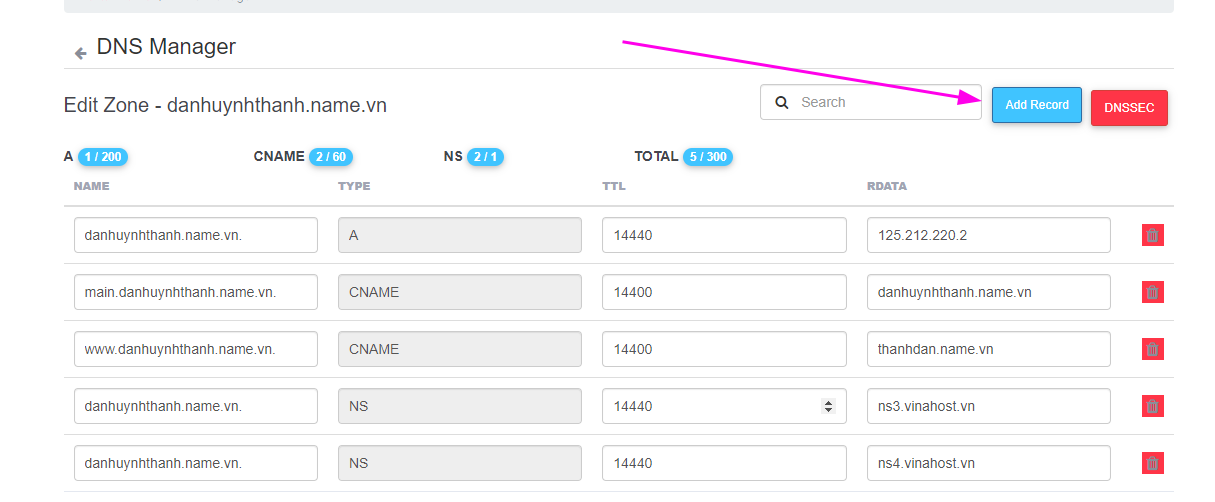 DNS Manager
Edit Zone - danhuynhthanh.name.vn
Search
Add Record
DNSSEC
A 1 / 200 CNAME 2 / 60 NS 2 / 1 TOTAL 5 / 300
NAME TYPE TTL RDATA
danhuynhthanh.name.vn. A 14440 125.212.220.2
main.danhuynhthanh.name.vn. CNAME 14400 danhuynhthanh.name.vn
www.danhuynhthanh.name.vn. CNAME 14400 thanhdan.name.vn
danhuynhthanh.name.vn. NS 14440 ns3.vinahost.vn
danhuynhthanh.name.vn. NS 14440 ns4.vinahost.vn